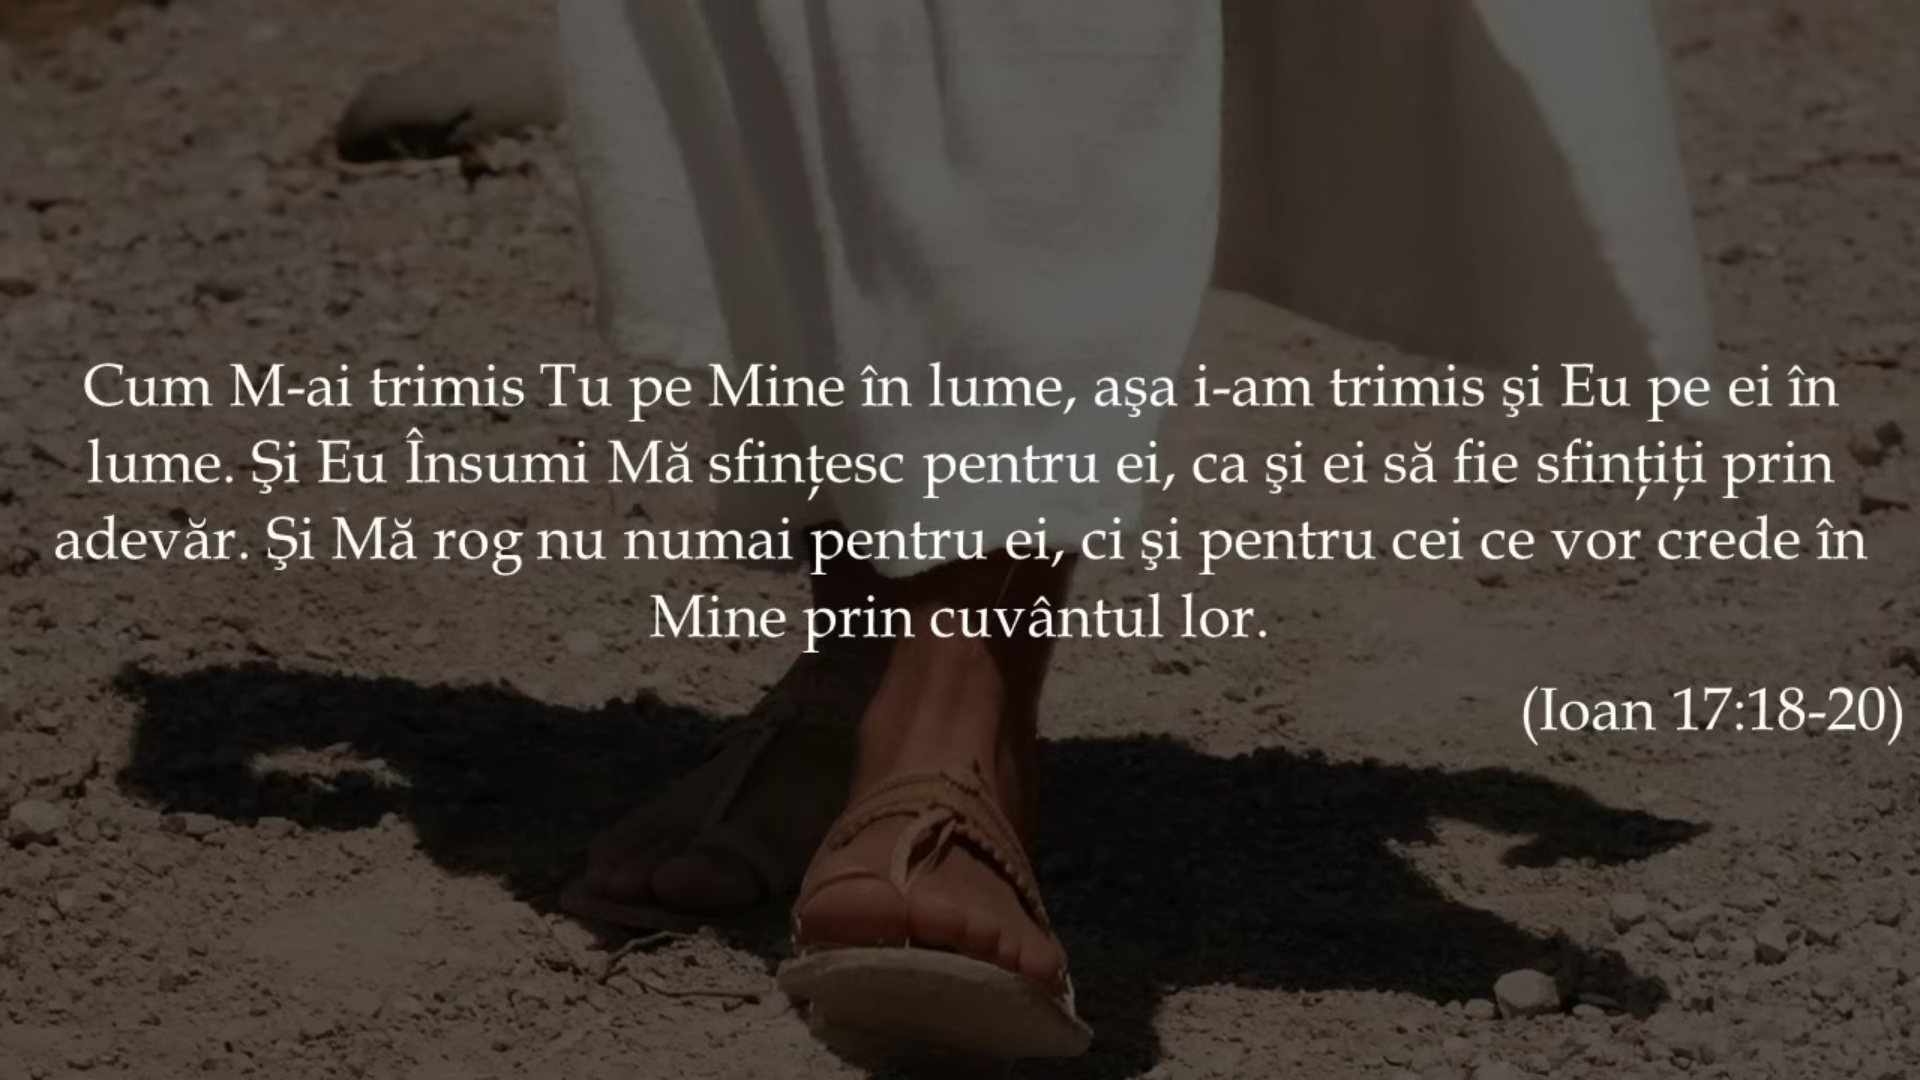 Cum M-ai trimis Tu pe Mine în lume, aşa i-am trimis şi Eu pe ei în
lume. Şi Eu Însumi Mă sfinţesc pentru ei, ca şi ei să fie sfinţiţi prin
adevăr. Şi Mă rog nu numai pentru ei, ci şi pentru cei ce vor crede în
Mine prin cuvântul lor.
(Ioan 17:18-20)